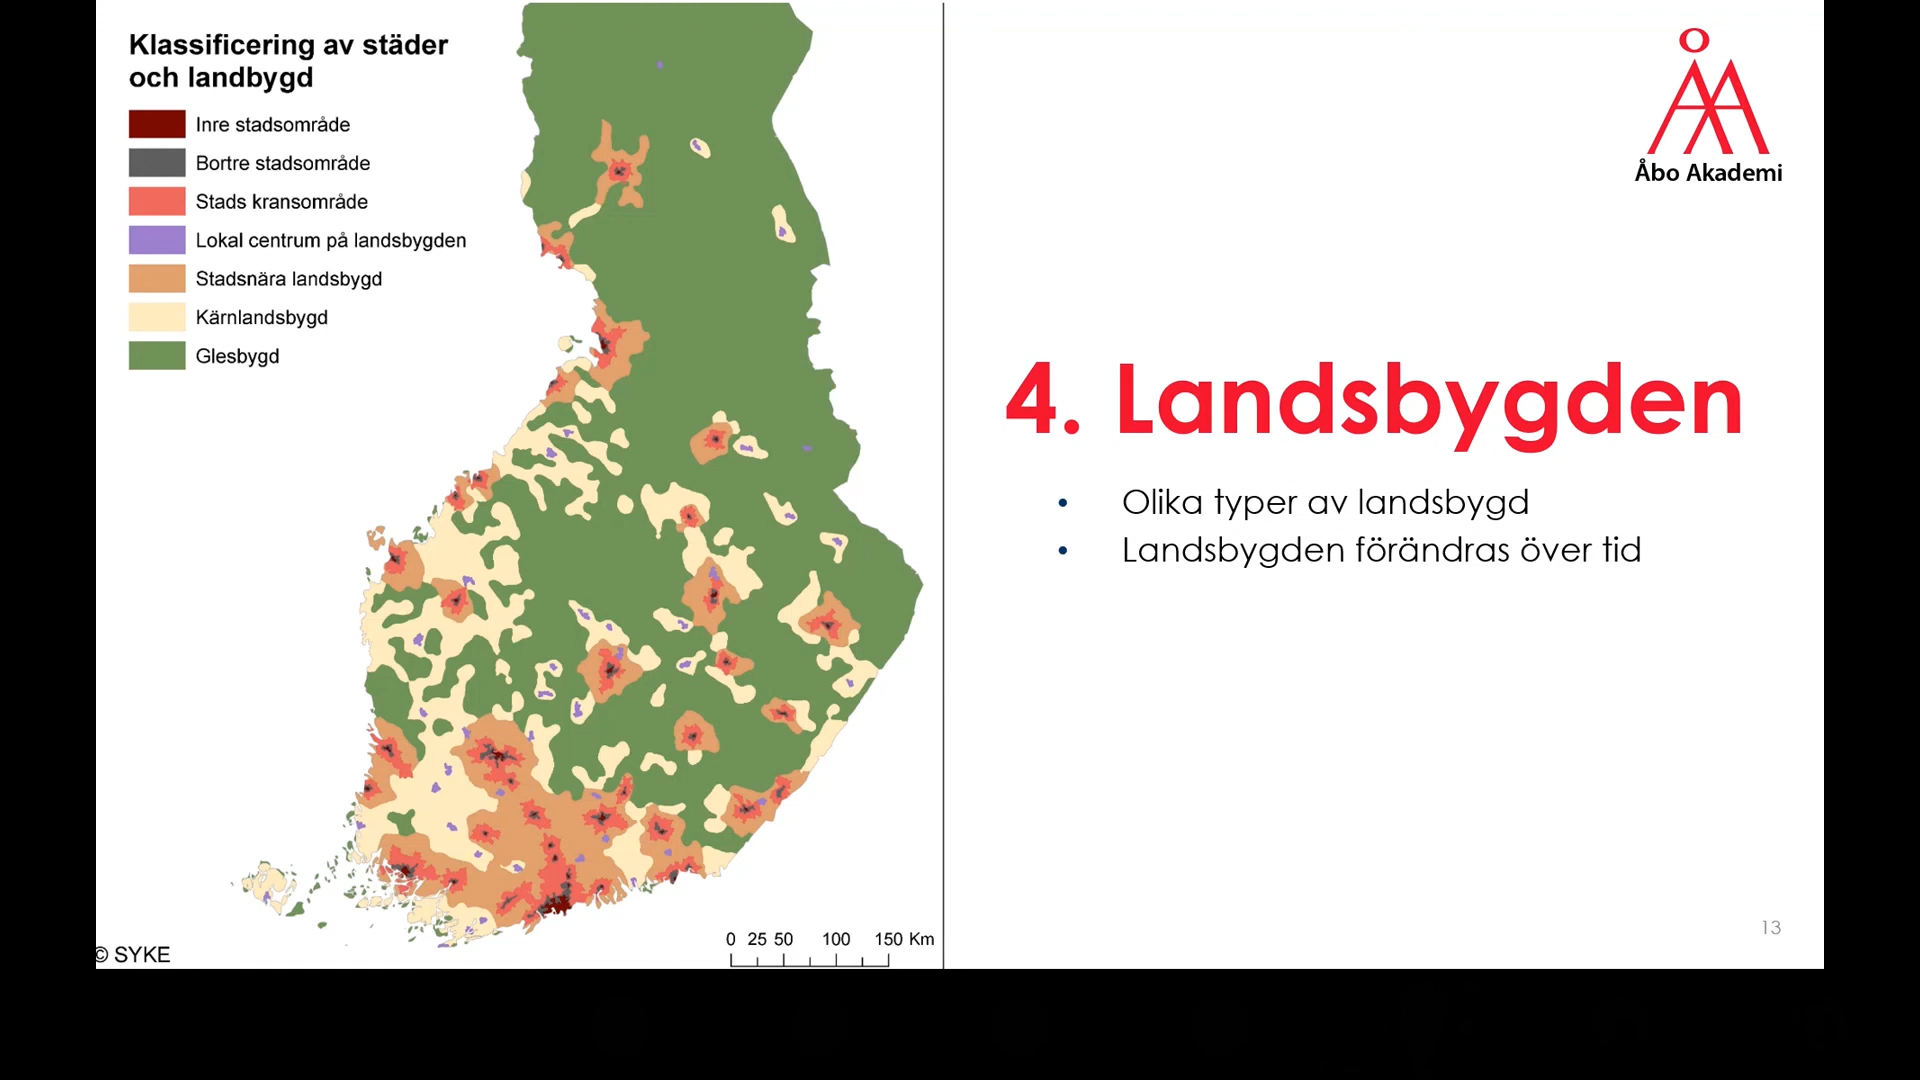 Klassificering av städer
och landbygd
Inre stadsområde
Bortre stadsområde
Stads kransområde
Lokal centrum på landsbygden
Stadsnära landsbygd
Kärnlandsbygd
Glesbygd
0 25 50 100 150 Km
© SYKE
Åbo Akademi
4. Landsbygden
• Olika typer av landsbygd
• Landsbygden förändras över tid
13